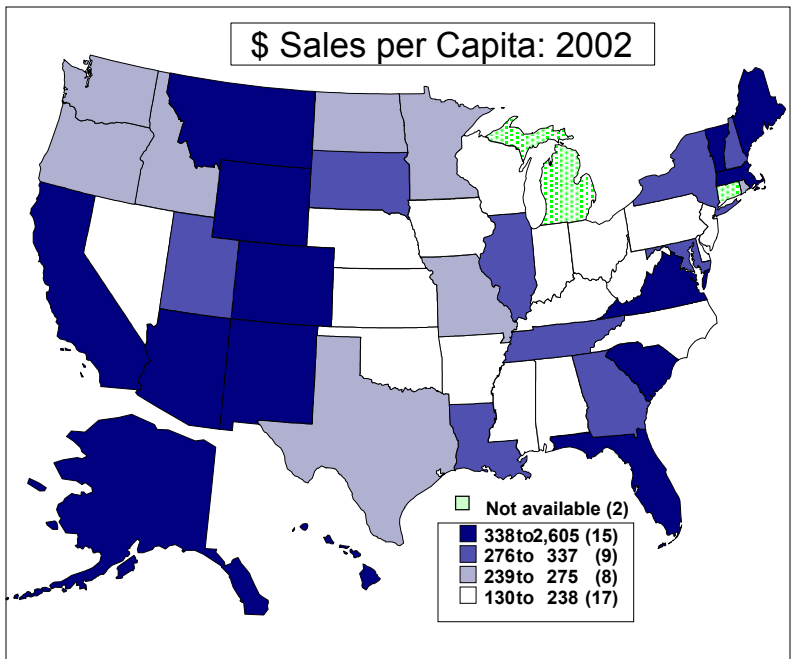 $ Sales per Capita: 2002
Not available (2)
338to2,605 (15)
276to 337 (9)
239to 275 (8)
130to 238 (17)